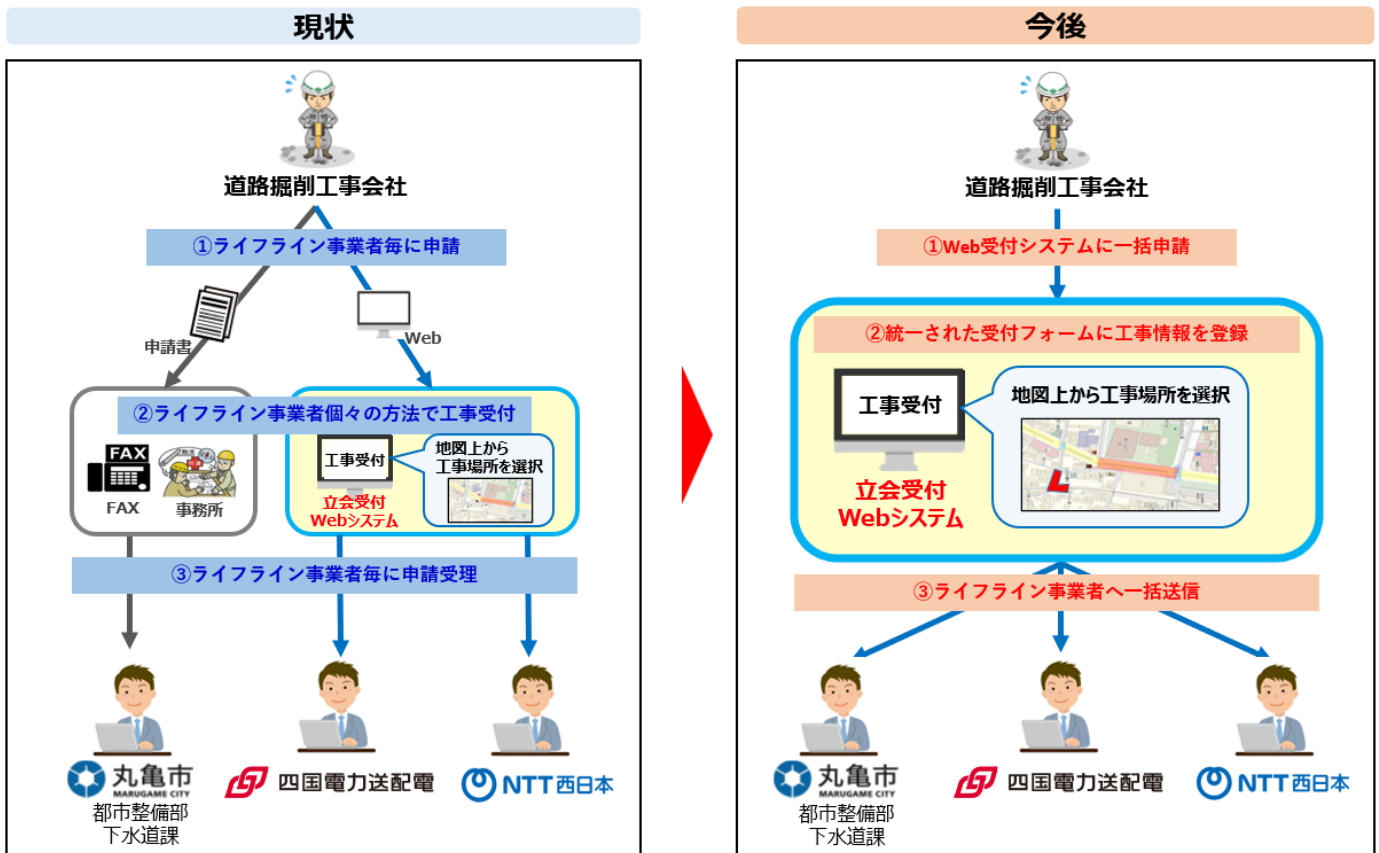 現状
道路掘削工事会社
①ライフライン事業者毎に申請
申請書
Web
②ライフライン事業者個々の方法で工事受付
FAX
FAX
事務所
工事受付
立会受付
Webシステム
地図上から
工事場所を選択
③ライフライン事業者毎に申請受理
丸亀市
MARUGAME CITY
都市整備部
下水道課
四国電力送配電
NTT西日本
今後
道路掘削工事会社
①Web受付システムに一括申請
②統一された受付フォームに工事情報を登録
工事受付
立会受付
Webシステム
地図上から工事場所を選択
③ライフライン事業者へ一括送信
丸亀市
MARUGAME CITY
都市整備部
下水道課
四国電力送配電
NTT西日本